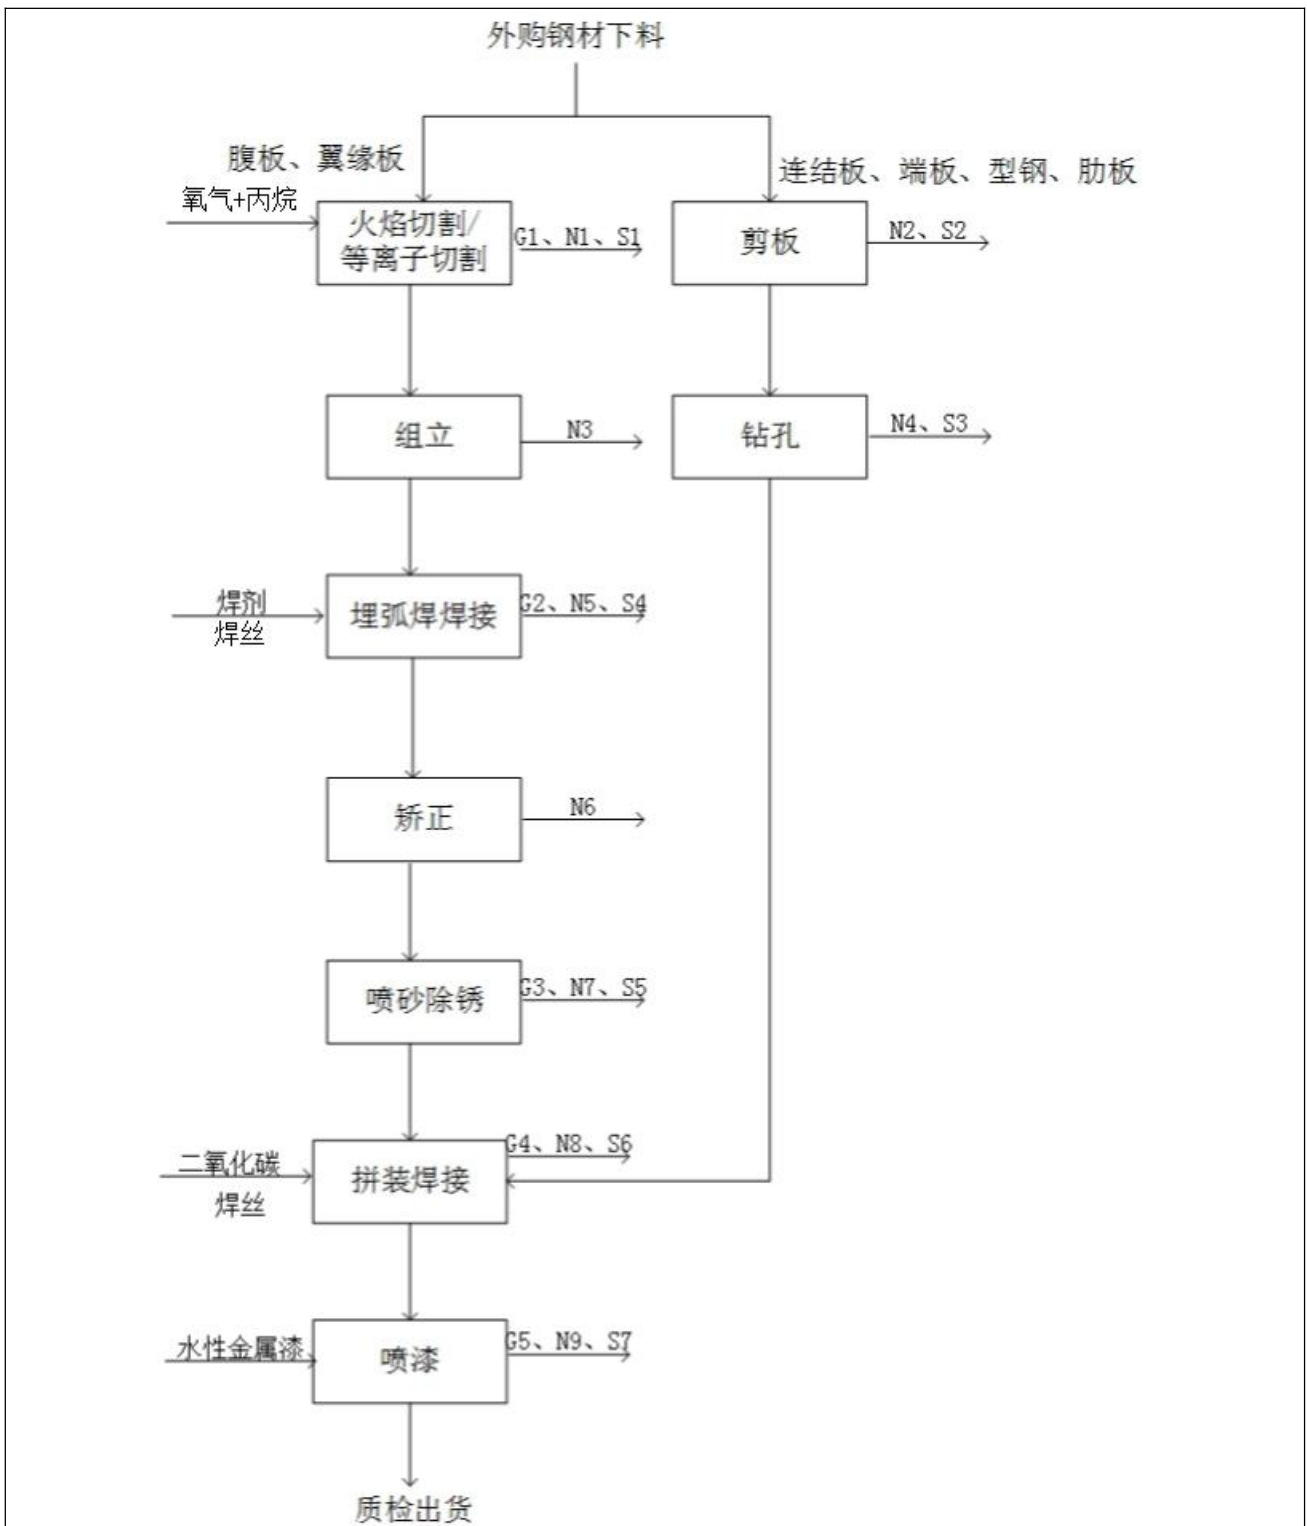 外购钢材下料
腹板、翼缘板
连结板、端板、型钢、肋板
氧气+丙烷
火焰切割/
等离子切割
G1、N1、S1
剪板
N2、S2
组立
N3
钻孔
N4、S3
焊剂
焊丝
埋弧焊焊接
G2、N5、S4
矫正
N6
喷砂除锈
G3、N7、S5
二氧化碳
焊丝
拼装焊接
G4、N8、S6
水性金属漆
喷漆
G5、N9、S7
质检出货